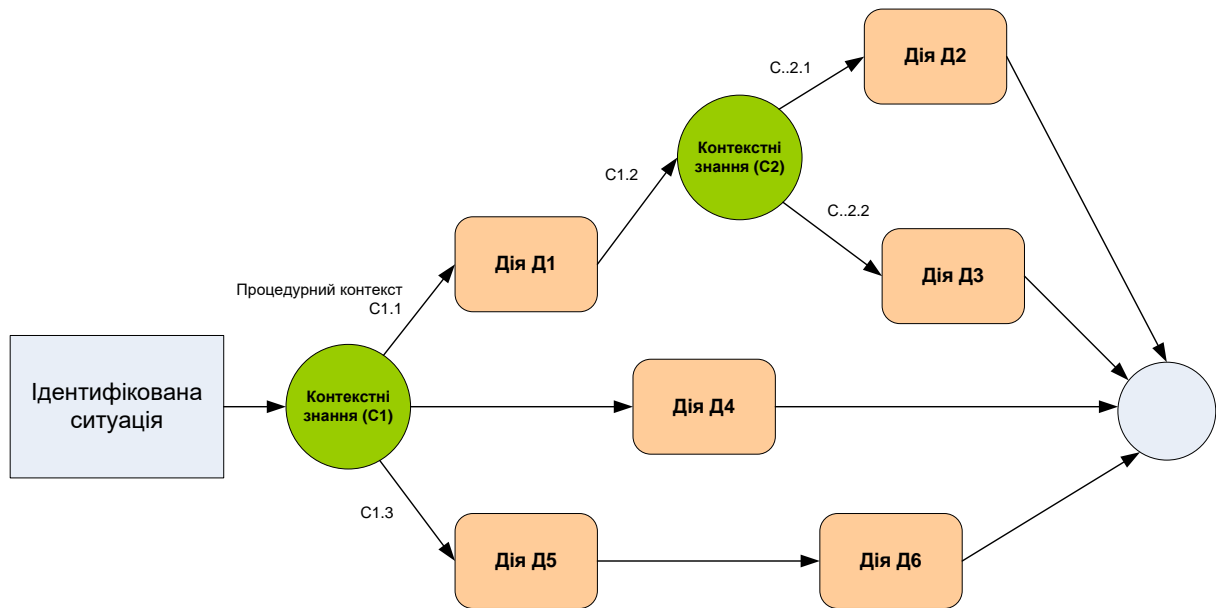 Дія Д2
С..2.1
Контекстні
знання (С2)
С1.2
С..2.2
Дія Д1
Дія Д3
Процедурний контекст
С1.1
Ідентифікована
ситуація
Контекстні
знання (С1)
Дія Д4
С1.3
Дія Д5
Дія Д6